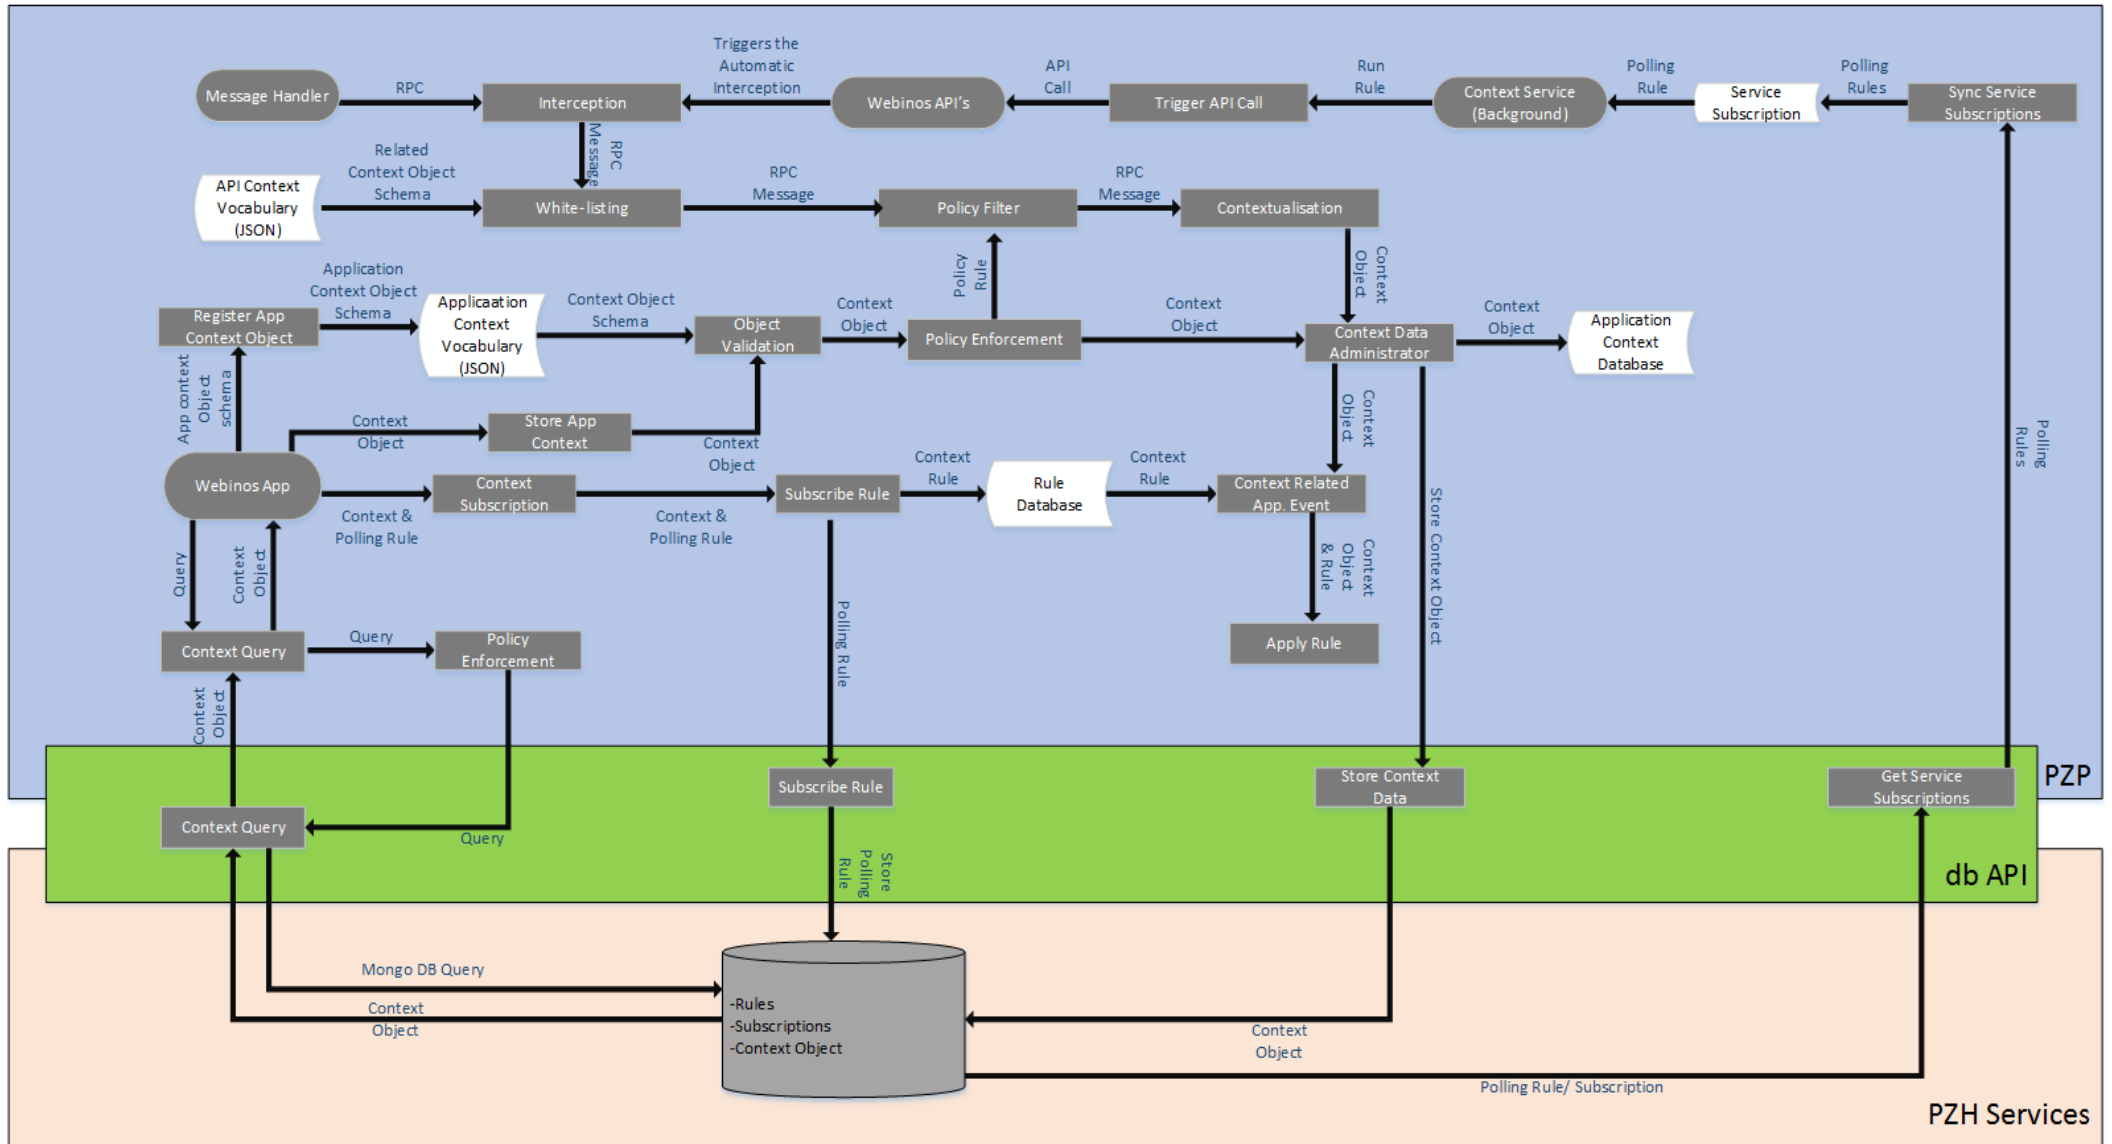 Triggers the
Automatic
Interception
Message Handler
RPC
Interception
Webinos API's
API
Call
Trigger API Call
Run
Rule
Context Service
(Background)
Polling
Rule
Service
Subscription
Polling
Rules
Sync Service
Subscriptions
RPC
Message
API Context
Vocabulary
(JSON)
Related
Context Object
Schema
White-listing
RPC
Message
Policy Filter
RPC
Message
Contextualisation
Policy
Rule
Context
Object
Register App
Context Object
Application
Context Object
Schema
Applicaation
Context
Vocabulary
(JSON)
Context Object
Schema
Object
Validation
Context
Object
Policy Enforcement
Context
Object
Context Data
Administrator
Context
Object
Application
Context
Database
App context
Object
schema
Context
Object
Store App
Context
Context
Object
Context
Object
Polling
Rules
Webinos App
Context &
Polling Rule
Context
Subscription
Context &
Polling Rule
Subscribe Rule
Context
Rule
Rule
Database
Context
Rule
Context Related
App. Event
Store Context Object
Query
Context
Object
Context
Object
& Rule
Context Query
Query
Policy
Enforcement
Polling Rule
Apply Rule
Context
Object
Subscribe Rule
Store Context
Data
Get Service
Subscriptions
PZP
Context Query
Query
Store
Polling
Rule
db API
Mongo DB Query
Context
Object
-Rules
-Subscriptions
-Context Object
Context
Object
Polling Rule/ Subscription
PZH Services